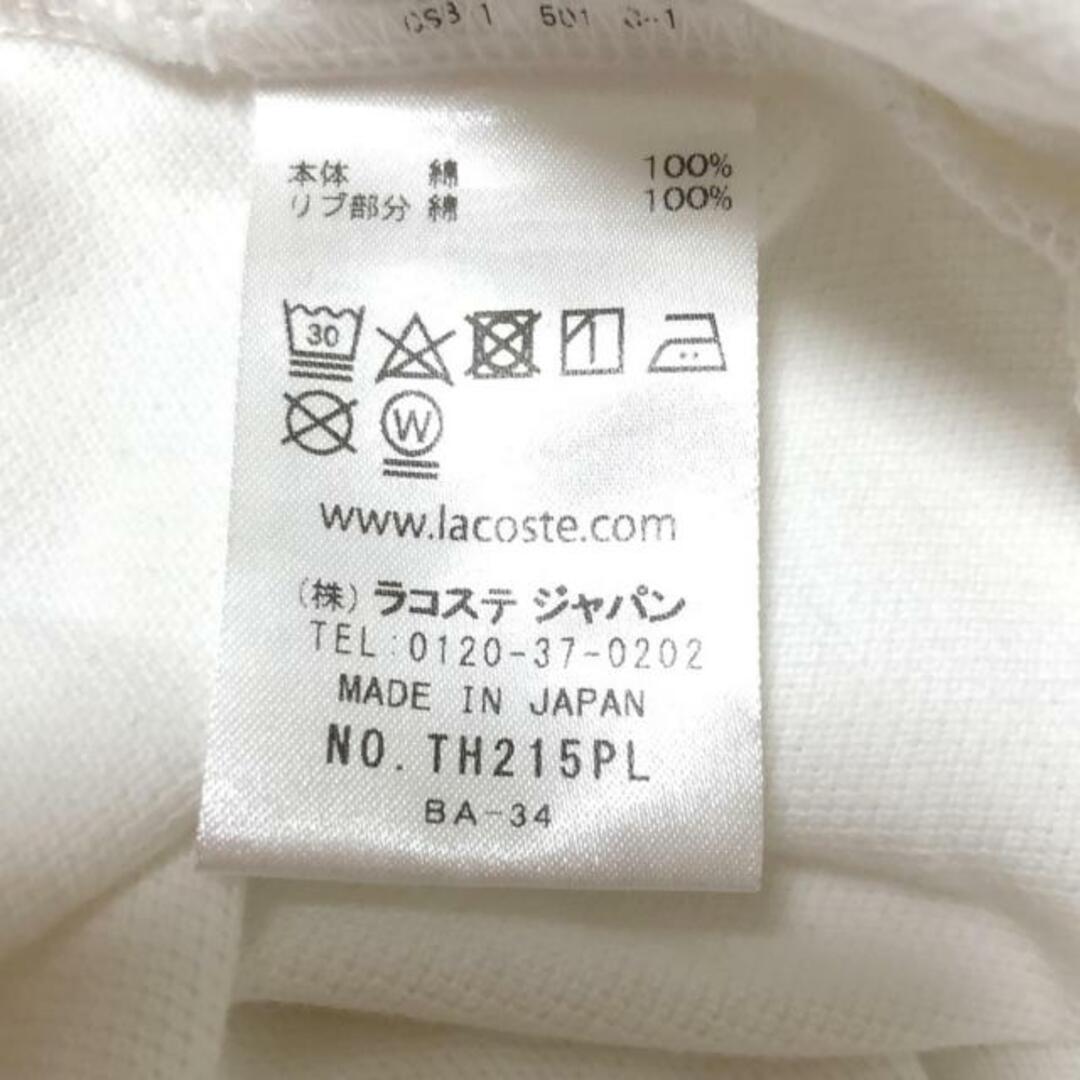 本体 綿 100%
リブ部分 綿 100%
30
W
www.lacoste.com
(株) ラコステ ジャパン
TEL:0120-37-0202
MADE IN JAPAN
NO. TH215PL
BA-34